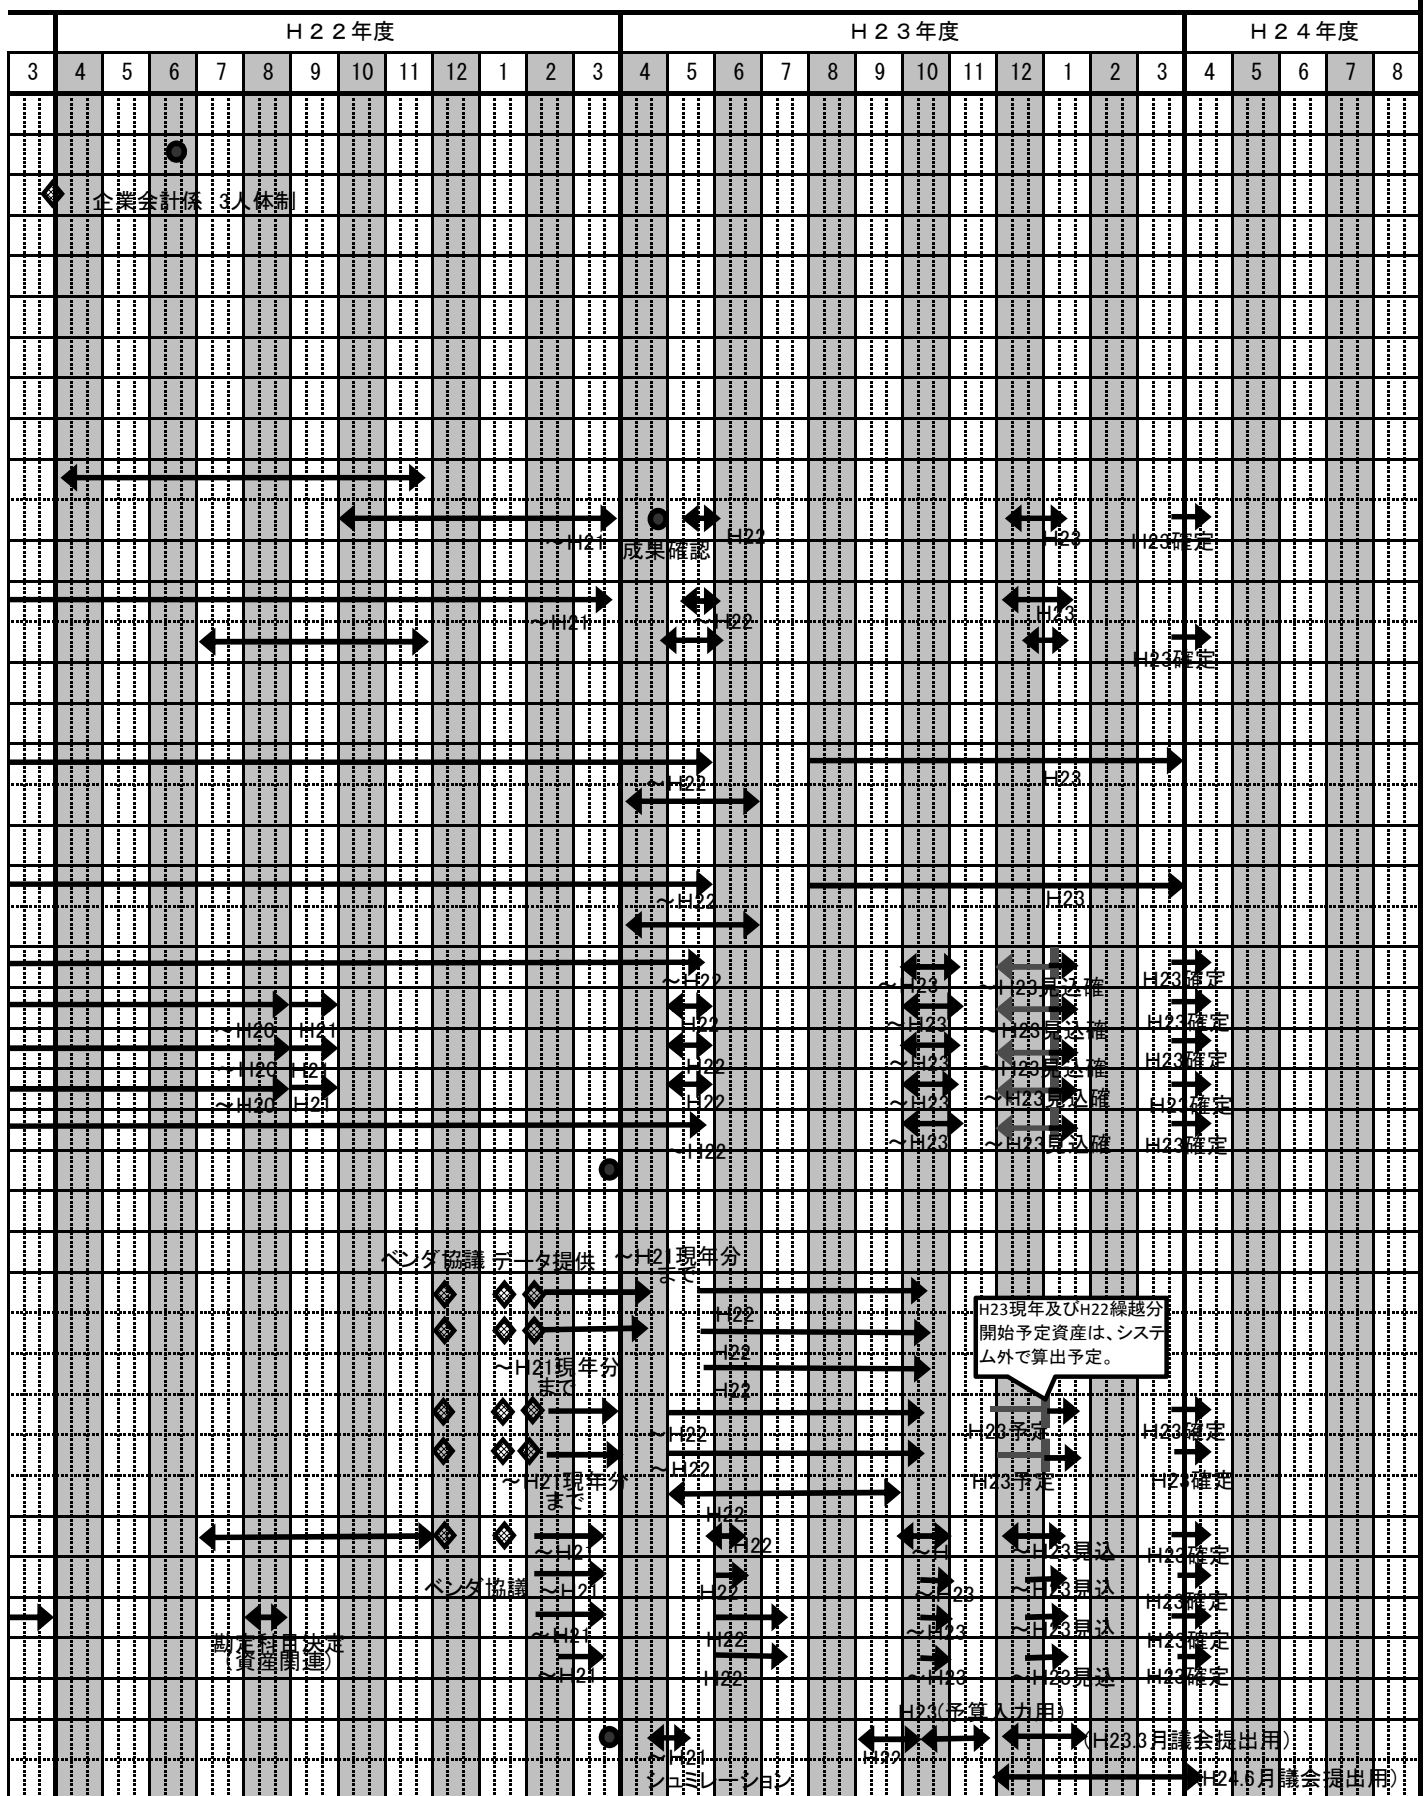 Ｈ２２年度 Ｈ２３年度 Ｈ２４年度
3 4 5 6 7 8 9 10 11 12 1 2 3 4 5 6 7 8 9 10 11 12 1 2 3 4 5 6 7 8
企業会計係 3人体制
～H21 成果確認 H22 H23 H23確定
～H21 ～H22 H23
H23確定
～H22 H23
～H22 H23
～H22 ～H23 ～H23見込確 H23確定
～H20 H21 H22 ～H23 ～H23見込確 H23確定
～H20 H21 H22 ～H23 ～H23見込確 H23確定
～H20 H21 H22 ～H23 ～H23見込確 H23確定
～H22 ～H23 ～H23見込確 H23確定
ベンダ協議 データ提供 ～H21現年分
まで
H22
H23現年及びH22繰越分
開始予定資産は、システ
ム外で算出予定。
H22
～H21現年分
まで
H22
～H22 H23予定 H23確定
～H22 H23予定 H23確定
～H21現年分
まで
H22
～H21 H22 ～H ～H23見込 H23確定
ベンダ協議 ～H21 H22 ～H23 ～H23見込 H23確定
～H21 H22 ～H23 ～H23見込 H23確定
勘定科目決定
（資産関連）
～H21 H22 ～H23 ～H23見込 H23確定
H23(予算入力用)
～H21 H22 (H23.3月議会提出用)
シュミレーション (H24.6月議会提出用)